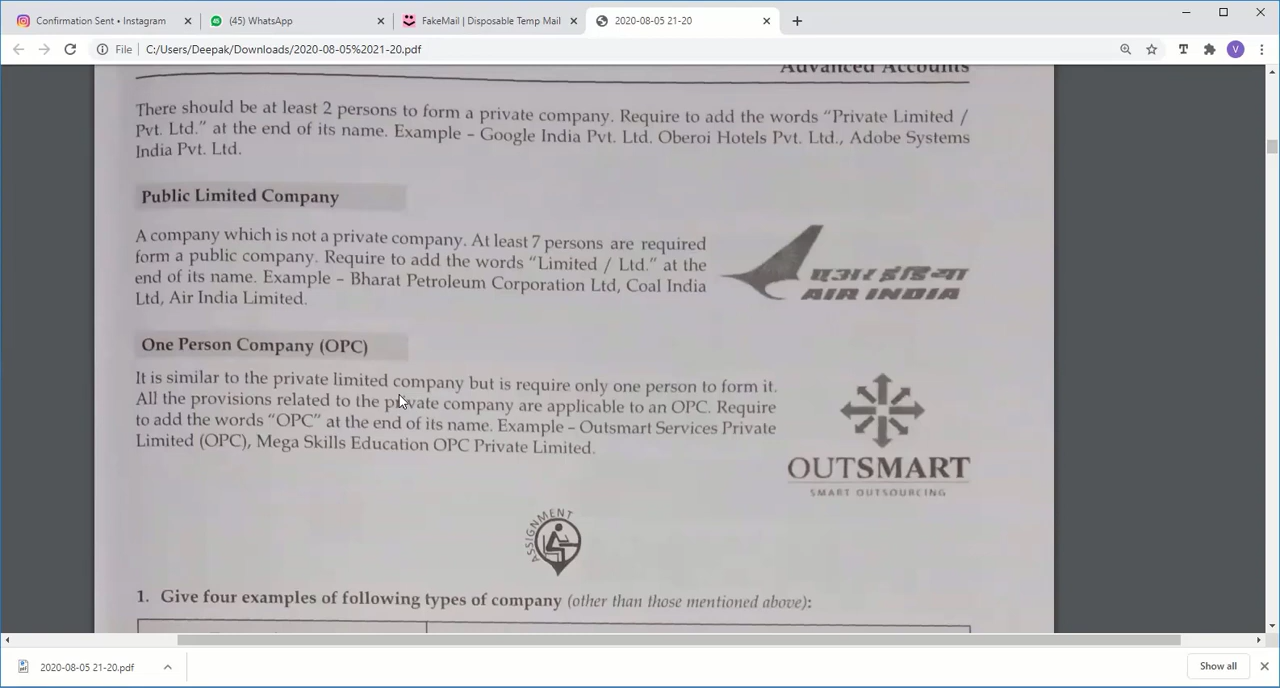 Confirmation Sent • Instagram
(45) WhatsApp
FakeMail | Disposable Temp Mail
2020-08-05 21-20
File
C:/Users/Deepak/Downloads/2020-08-05%2021-20.pdf
V
Advanced Accounts
There should be at least 2 persons to form a private company. Require to add the words “Private Limited /
Pvt. Ltd.” at the end of its name. Example – Google India Pvt. Ltd. Oberoi Hotels Pvt. Ltd., Adobe Systems
India Pvt. Ltd.
Public Limited Company
A company which is not a private company. At least 7 persons are required
form a public company. Require to add the words “Limited / Ltd.” at the
end of its name. Example – Bharat Petroleum Corporation Ltd, Coal India
Ltd, Air India Limited.
एअर इंडिया
AIR INDIA
One Person Company (OPC)
It is similar to the private limited company but is require only one person to form it.
All the provisions related to the private company are applicable to an OPC. Require
to add the words “OPC” at the end of its name. Example – Outsmart Services Private
Limited (OPC), Mega Skills Education OPC Private Limited.
OUTSMART
SMART OUTSOURCING
ASSIGNMENT
1. Give four examples of following types of company (other than those mentioned above):
2020-08-05 21-20.pdf
Show all